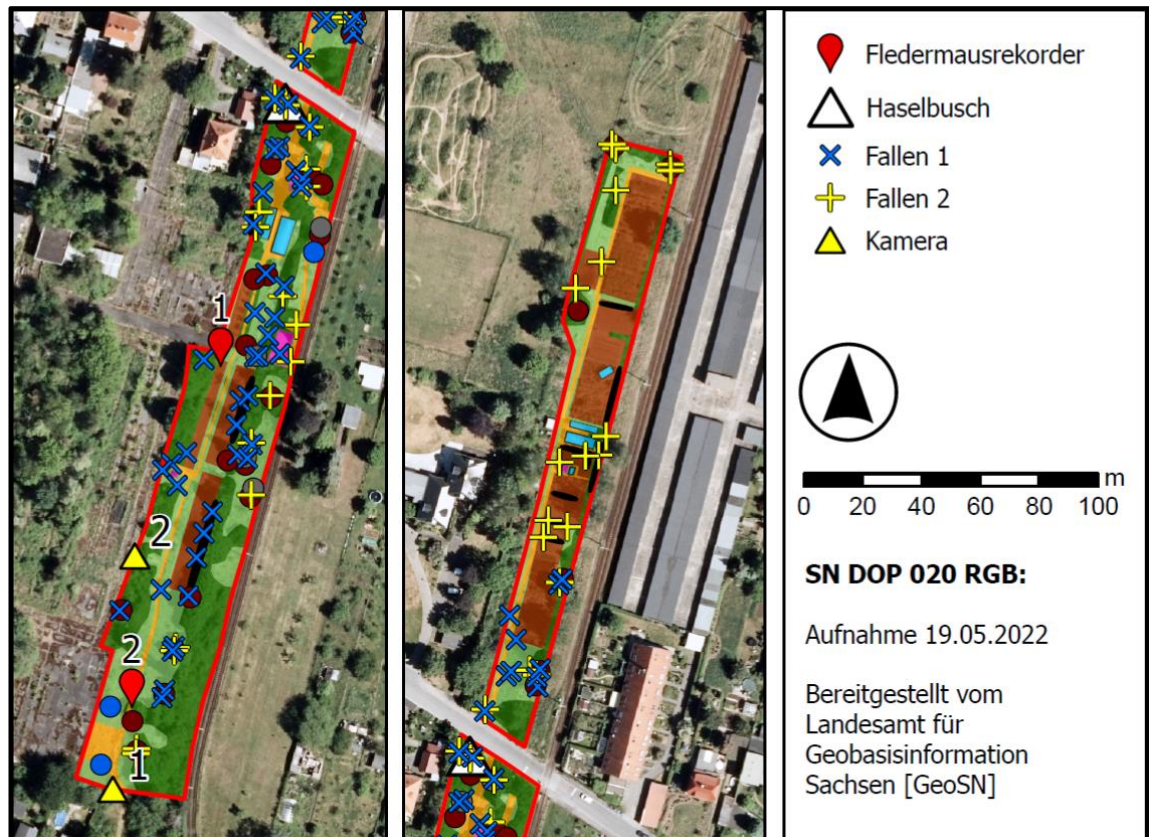 1
2
2
1
Fledermausrekorder
Haselbusch
Fallen 1
Fallen 2
Kamera
m
0 20 40 60 80 100
SN DOP 020 RGB:
Aufnahme 19.05.2022
Bereitgestellt vom
Landesamt für
Geobasisinformation
Sachsen [GeoSN]